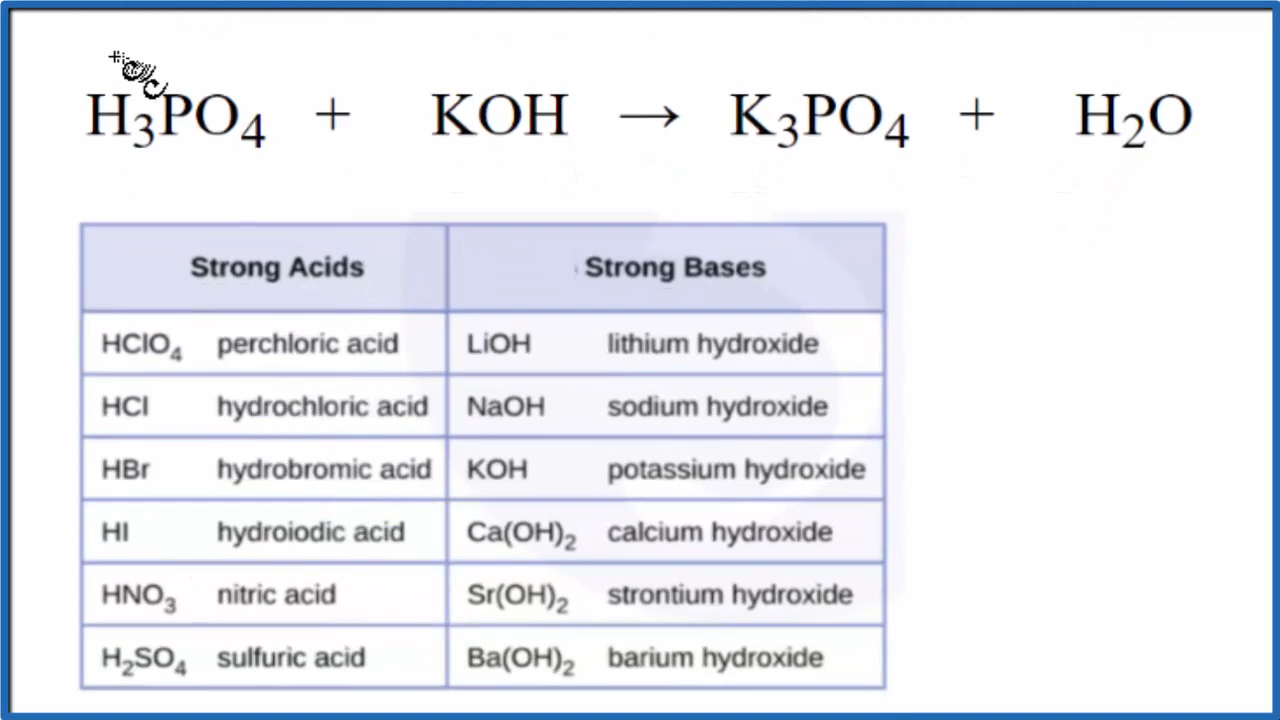 H₃PO₄ + KOH → K₃PO₄ + H₂O
Strong Acids Strong Bases
HClO₄ perchloric acid LiOH lithium hydroxide
HCl hydrochloric acid NaOH sodium hydroxide
HBr hydrobromic acid KOH potassium hydroxide
HI hydroiodic acid Ca(OH)₂ calcium hydroxide
HNO₃ nitric acid Sr(OH)₂ strontium hydroxide
H₂SO₄ sulfuric acid Ba(OH)₂ barium hydroxide